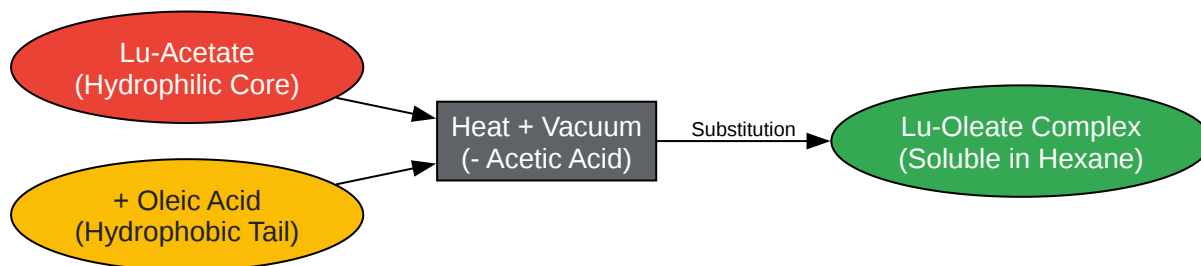 Lu-Acetate
(Hydrophilic Core)
+ Oleic Acid
(Hydrophobic Tail)
Heat + Vacuum
(- Acetic Acid)
Substitution
Lu-Oleate Complex
(Soluble in Hexane)